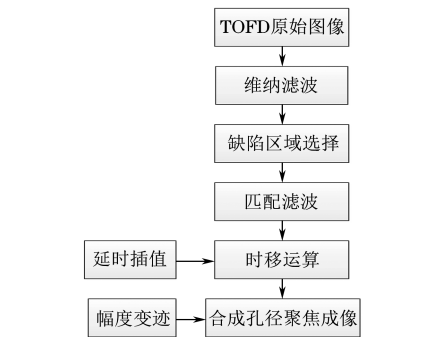 TOFD原始图像
维纳滤波
缺陷区域选择
匹配滤波
延时插值
时移运算
幅度变迹
合成孔径聚焦成像